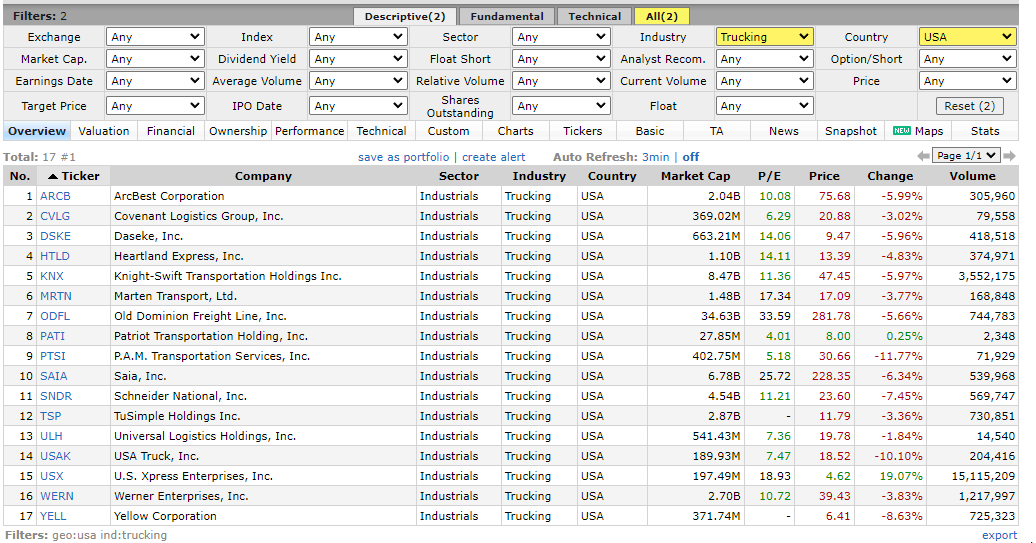 Filters: 2 Descriptive(2) Fundamental Technical All(2)
Exchange Any Index Any Sector Any Industry Trucking Country USA
Market Cap. Any Dividend Yield Any Float Short Any Analyst Recom. Any Option/Short Any
Earnings Date Any Average Volume Any Relative Volume Any Current Volume Any Price Any
Target Price Any IPO Date Any Shares Outstanding Any Float Any Reset (2)
Overview Valuation Financial Ownership Performance Technical Custom Charts Tickers Basic TA News Snapshot NEW Maps Stats
Total: 17 #1 save as portfolio | create alert Auto Refresh: 3min | off Page 1/1
No. Ticker Company Sector Industry Country Market Cap P/E Price Change Volume
1 ARCB ArcBest Corporation Industrials Trucking USA 2.04B 10.08 75.68 -5.99% 305,960
2 CVLG Covenant Logistics Group, Inc. Industrials Trucking USA 369.02M 6.29 20.88 -3.02% 79,558
3 DSKE Daseke, Inc. Industrials Trucking USA 663.21M 14.06 9.47 -5.96% 418,518
4 HTLD Heartland Express, Inc. Industrials Trucking USA 1.10B 14.11 13.39 -4.83% 374,971
5 KNX Knight-Swift Transportation Holdings Inc. Industrials Trucking USA 8.47B 11.36 47.45 -5.97% 3,552,175
6 MRTN Marten Transport, Ltd. Industrials Trucking USA 1.48B 17.34 17.09 -3.77% 168,848
7 ODFL Old Dominion Freight Line, Inc. Industrials Trucking USA 34.63B 33.59 281.78 -5.66% 744,783
8 PATI Patriot Transportation Holding, Inc. Industrials Trucking USA 27.85M 4.01 8.00 0.25% 2,348
9 PTSI P.A.M. Transportation Services, Inc. Industrials Trucking USA 402.75M 5.18 30.66 -11.77% 71,929
10 SAIA Saia, Inc. Industrials Trucking USA 6.78B 25.72 228.35 -6.34% 539,968
11 SNDR Schneider National, Inc. Industrials Trucking USA 4.54B 11.21 23.60 -7.45% 569,747
12 TSP TuSimple Holdings Inc. Industrials Trucking USA 2.87B - 11.79 -3.36% 730,851
13 ULH Universal Logistics Holdings, Inc. Industrials Trucking USA 541.43M 7.36 19.78 -1.84% 14,540
14 USAK USA Truck, Inc. Industrials Trucking USA 189.93M 7.47 18.52 -10.10% 204,416
15 USX U.S. Xpress Enterprises, Inc. Industrials Trucking USA 197.49M 18.93 4.62 19.07% 15,115,209
16 WERN Werner Enterprises, Inc. Industrials Trucking USA 2.70B 10.72 39.43 -3.83% 1,217,997
17 YELL Yellow Corporation Industrials Trucking USA 371.74M - 6.41 -8.63% 725,323
Filters: geo:usa ind:trucking export